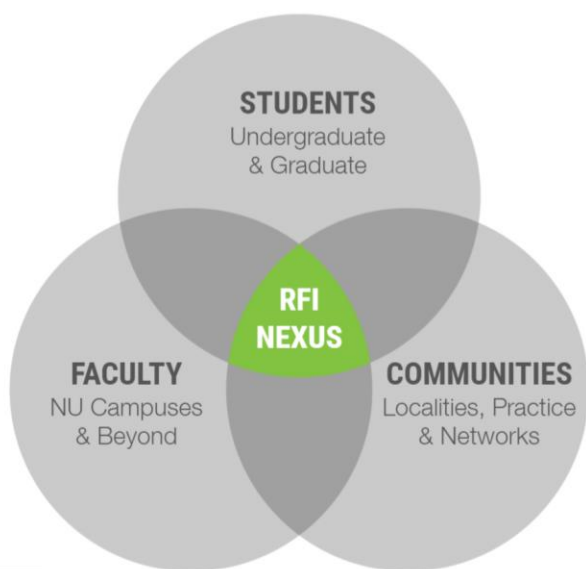 STUDENTS
Undergraduate
& Graduate
RFI
NEXUS
FACULTY
NU Campuses
& Beyond
COMMUNITIES
Localities, Practice
& Networks